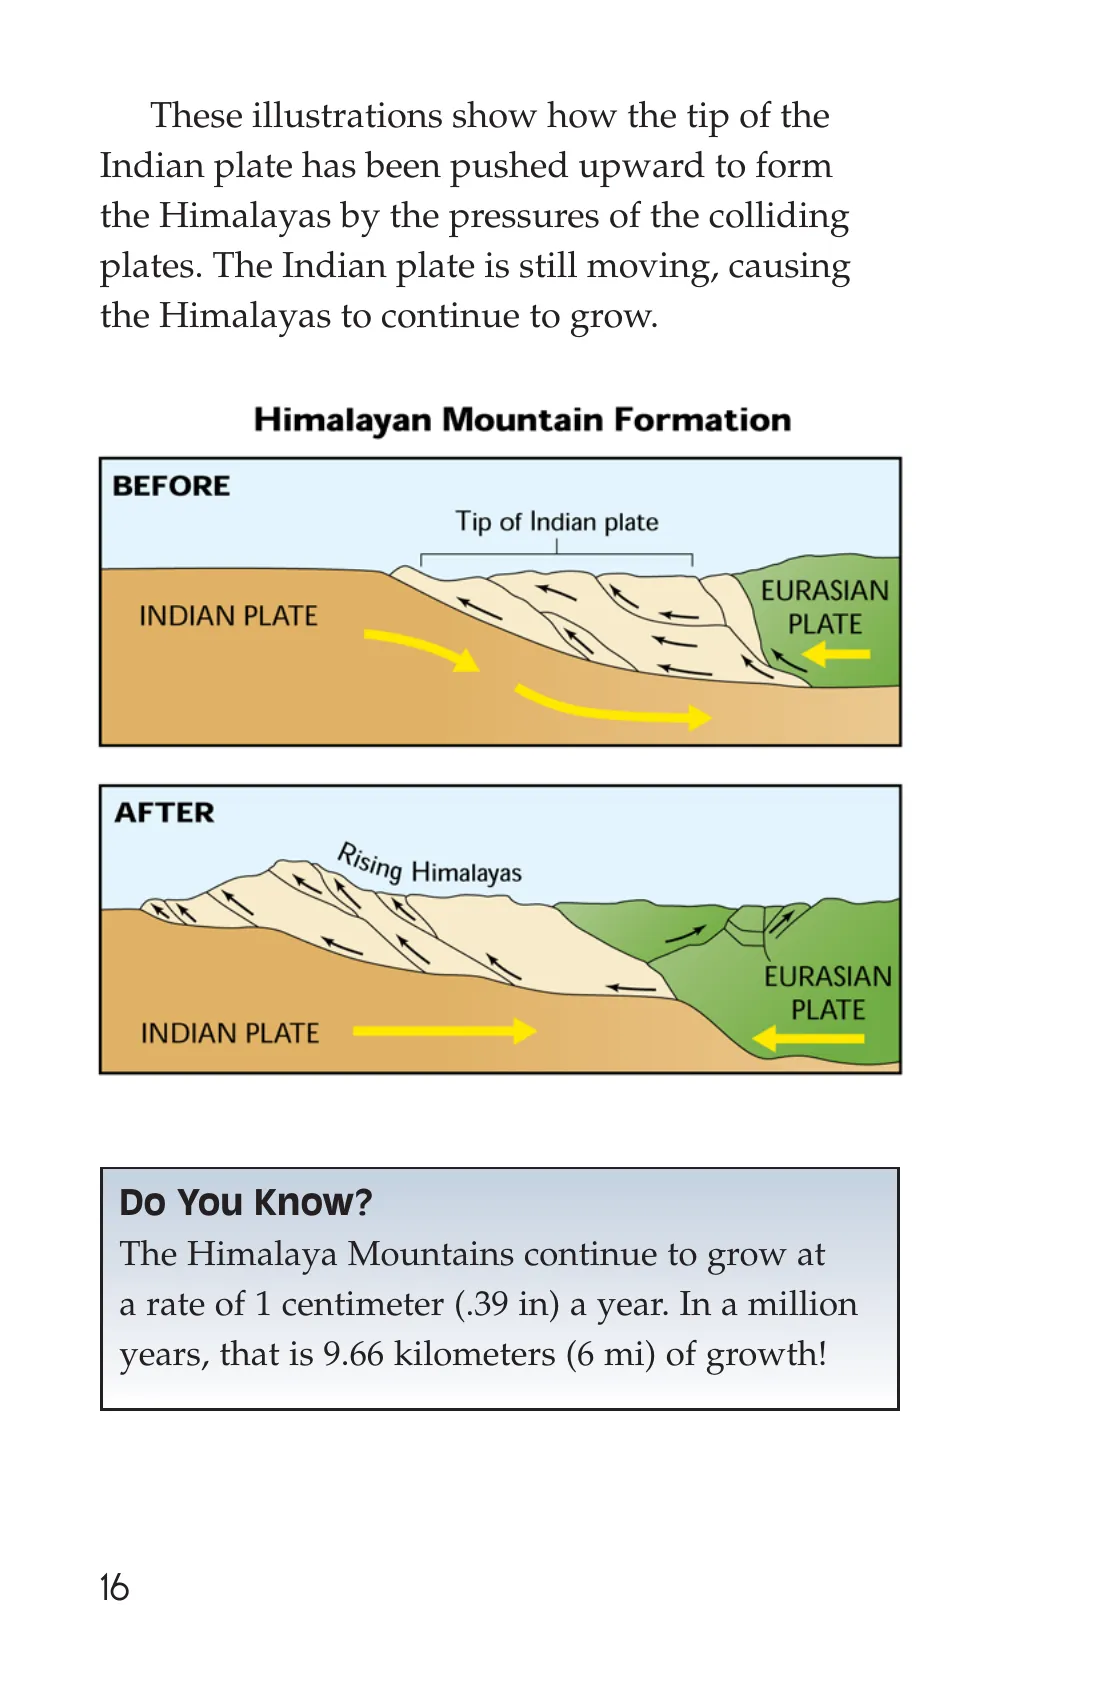 These illustrations show how the tip of the
Indian plate has been pushed upward to form
the Himalayas by the pressures of the colliding
plates. The Indian plate is still moving, causing
the Himalayas to continue to grow.
Himalayan Mountain Formation
BEFORE
Tip of Indian plate
INDIAN PLATE
EURASIAN
PLATE
AFTER
Rising Himalayas
INDIAN PLATE
EURASIAN
PLATE
Do You Know?
The Himalaya Mountains continue to grow at
a rate of 1 centimeter (.39 in) a year. In a million
years, that is 9.66 kilometers (6 mi) of growth!
16